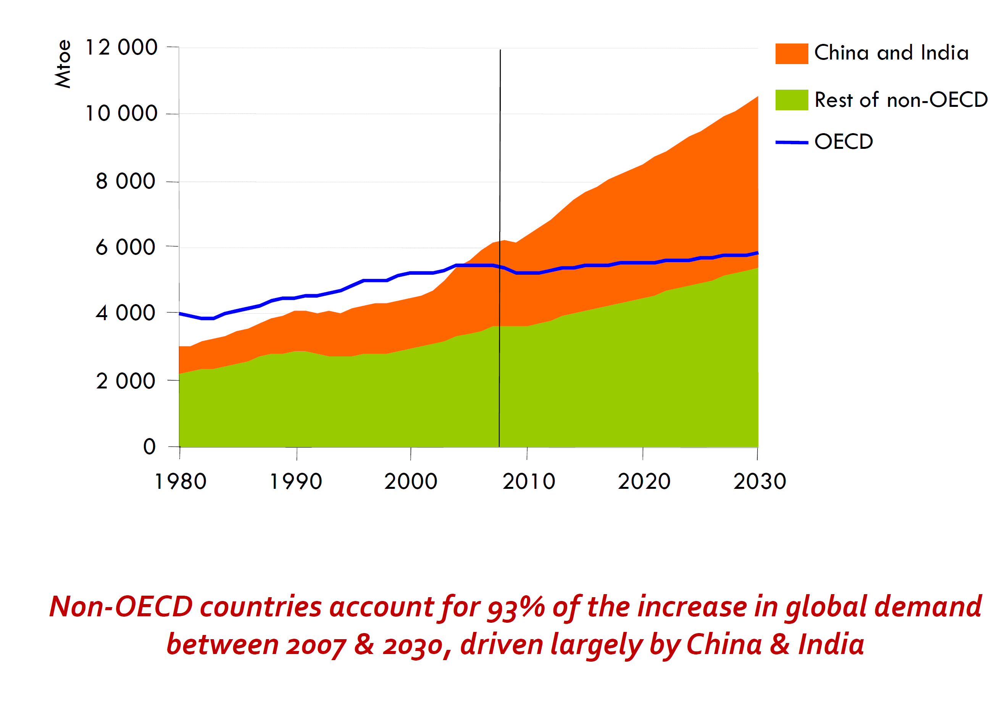 Mtoe
12 000
10 000
8 000
6 000
4 000
2 000
0
1980 1990 2000 2010 2020 2030
China and India
Rest of non-OECD
OECD
Non-OECD countries account for 93% of the increase in global demand
between 2007 & 2030, driven largely by China & India